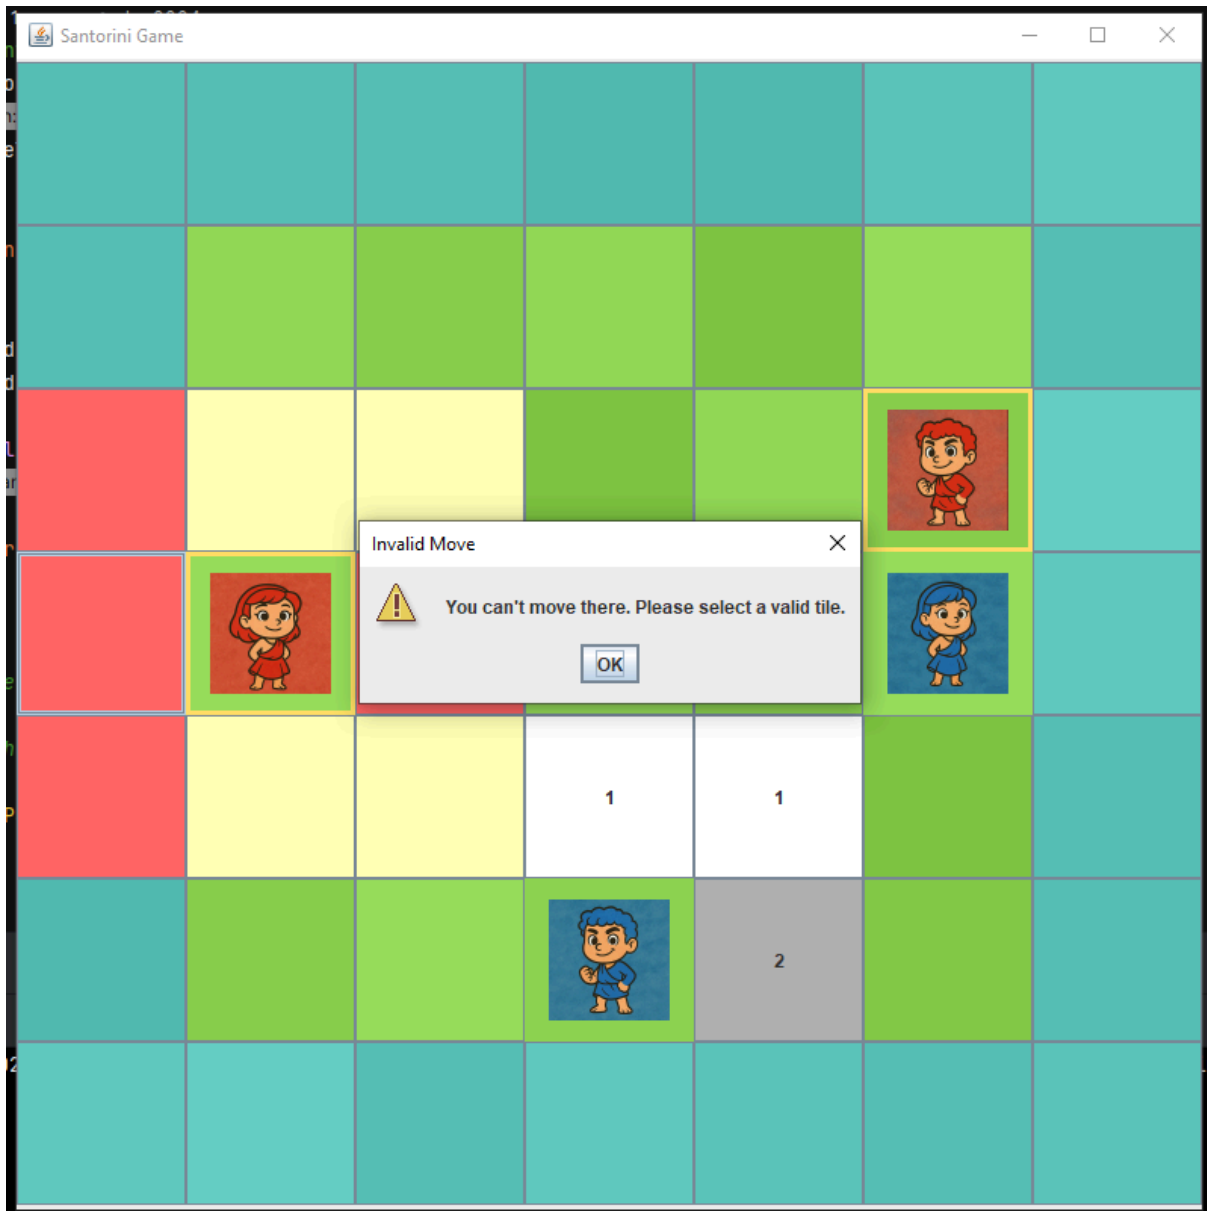 Santorini Game
Invalid Move
You can't move there. Please select a valid tile.
OK
1
1
2